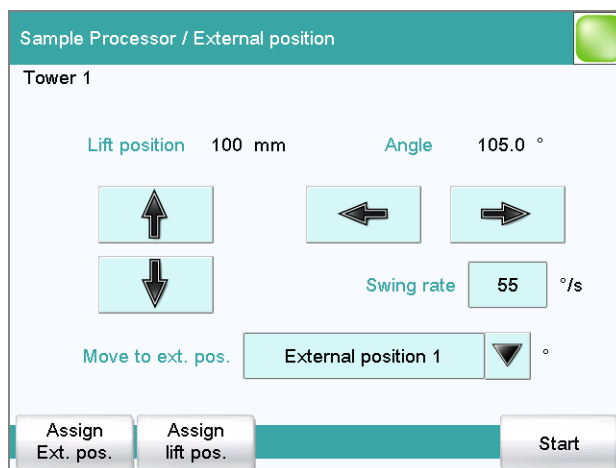 Sample Processor / External position
Tower 1
Lift position 100 mm Angle 105.0 °
Swing rate 55 °/s
Move to ext. pos. External position 1 °
Assign Ext. pos.
Assign lift pos.
Start